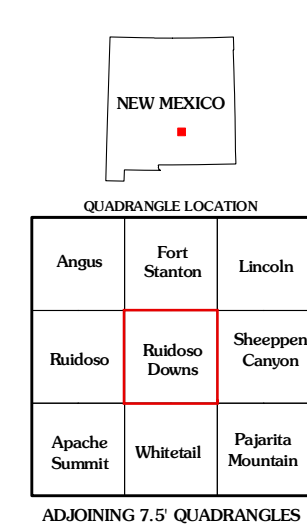 NEW MEXICO
QUADRANGLE LOCATION
Angus
Fort
Stanton
Lincoln
Ruidoso
Ruidoso
Downs
Sheeppen
Canyon
Apache
Summit
Whitetail
Pajarita
Mountain
ADJOINING 7.5' QUADRANGLES